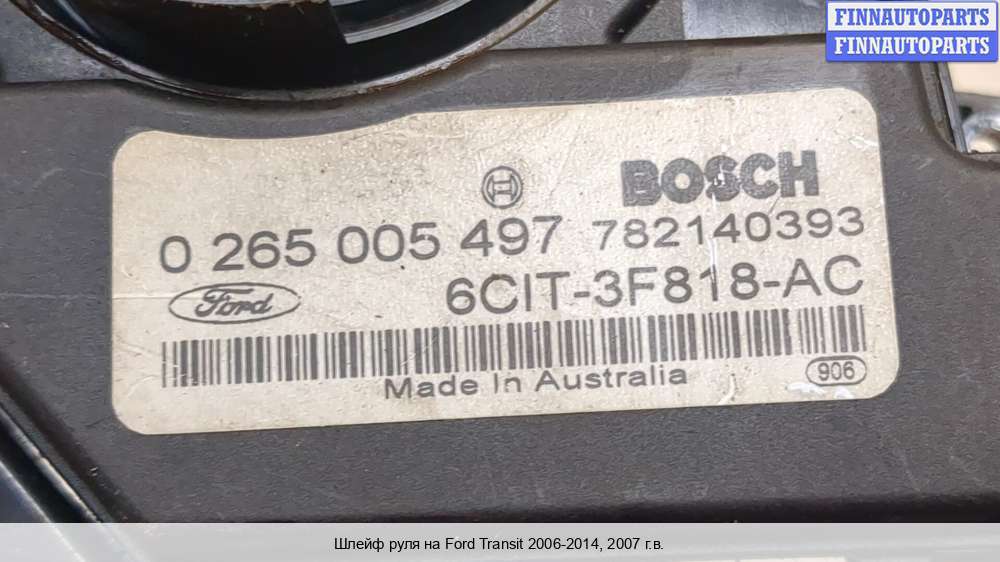 FINNAUTOPARTS
FINNAUTOPARTS
BOSCH
0 265 005 497 782140393
Ford 6CIT-3F818-AC
Made In Australia 906
Шлейф руля на Ford Transit 2006-2014, 2007 г.в.